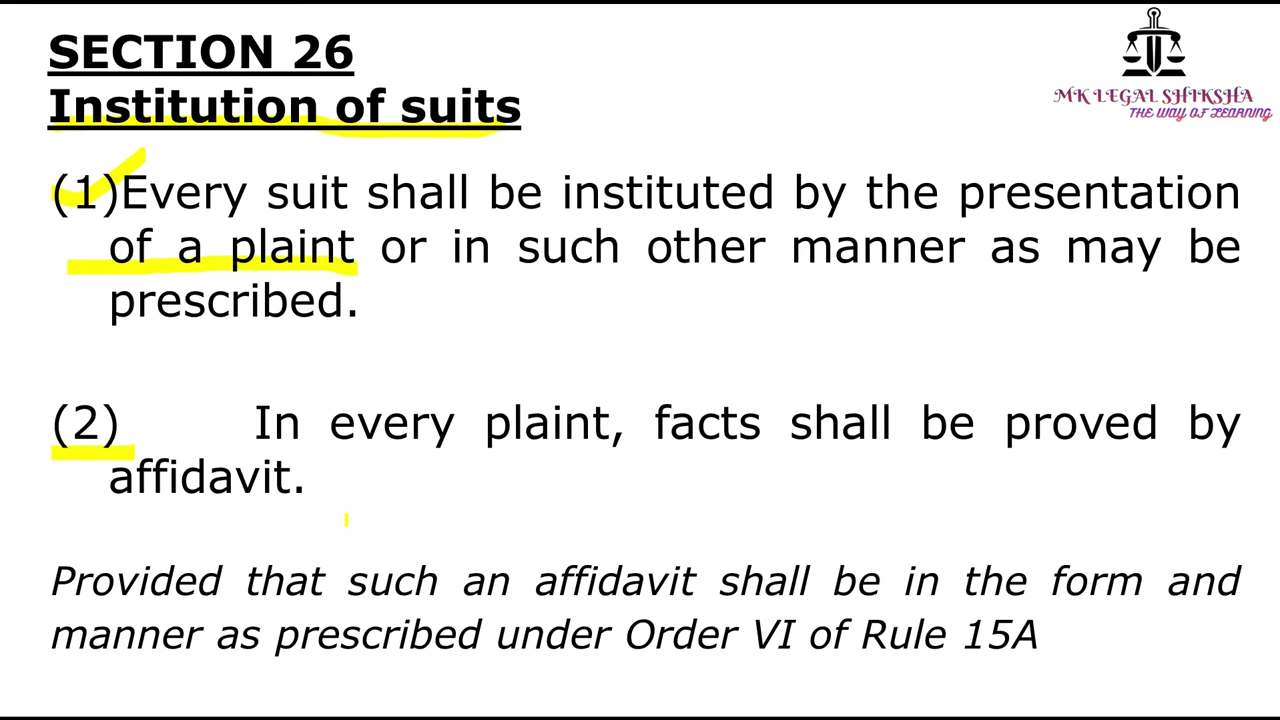 SECTION 26
Institution of suits
MK LEGAL SHIKSHA
THE WAY OF LEARNING
(1)Every suit shall be instituted by the presentation
of a plaint or in such other manner as may be
prescribed.
(2) In every plaint, facts shall be proved by
affidavit.
Provided that such an affidavit shall be in the form and
manner as prescribed under Order VI of Rule 15A